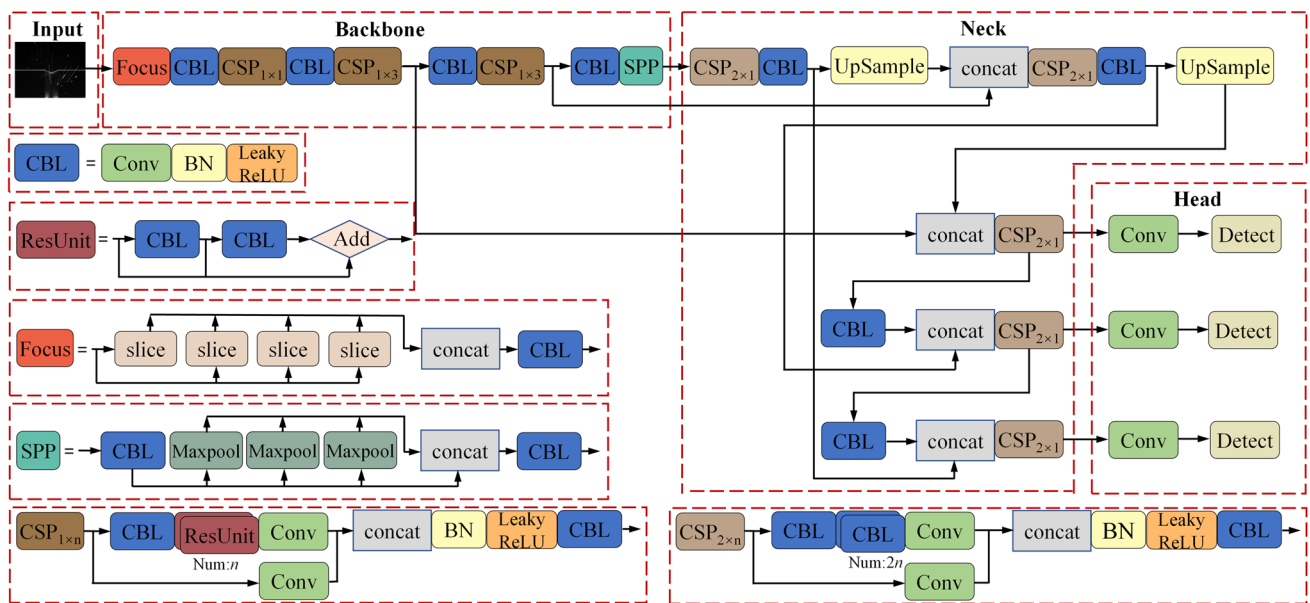 Input
Backbone
Neck
Focus CBL CSP1×1 CBL CSP1×3 CBL CSP1×3 CBL SPP CSP2×1 CBL UpSample concat CSP2×1 CBL UpSample
CBL = Conv BN Leaky ReLU
Head
ResUnit = CBL CBL Add
concat CSP2×1 Conv Detect
Focus = slice slice slice slice concat CBL
CBL concat CSP2×1 Conv Detect
SPP = CBL Maxpool Maxpool Maxpool concat CBL
CBL concat CSP2×1 Conv Detect
CSP1×n CBL ResUnit Conv concat BN Leaky ReLU CBL
Num:n
Conv
CSP2×n CBL CBL Conv concat BN Leaky ReLU CBL
Num:2n
Conv